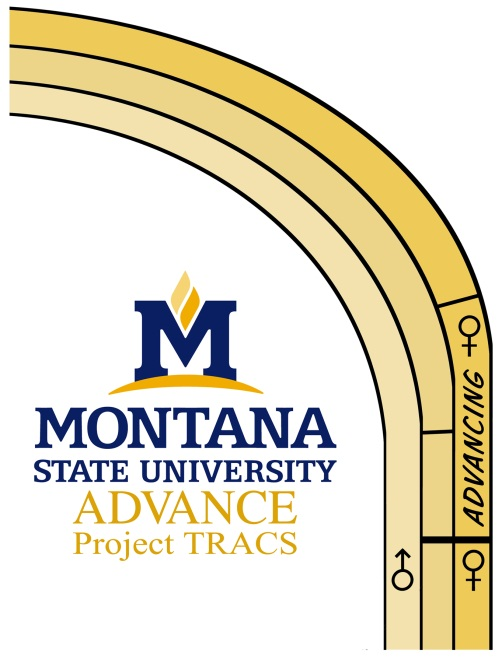 M
MONTANA
STATE UNIVERSITY
ADVANCE
Project TRACS
♀
ADVANCING
♂
♀